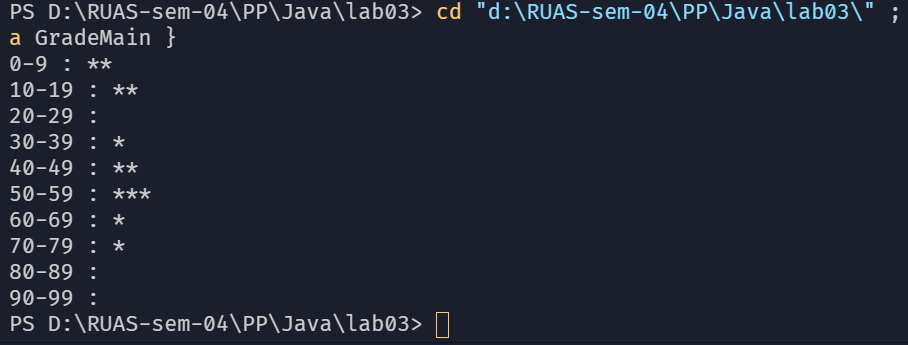 PS D:\RUAS-sem-04\PP\Java\lab03> cd "d:\RUAS-sem-04\PP\Java\lab03\" ;
a GradeMain }
0-9 : **
10-19 : **
20-29 :
30-39 : *
40-49 : **
50-59 : ***
60-69 : *
70-79 : *
80-89 :
90-99 :
PS D:\RUAS-sem-04\PP\Java\lab03>